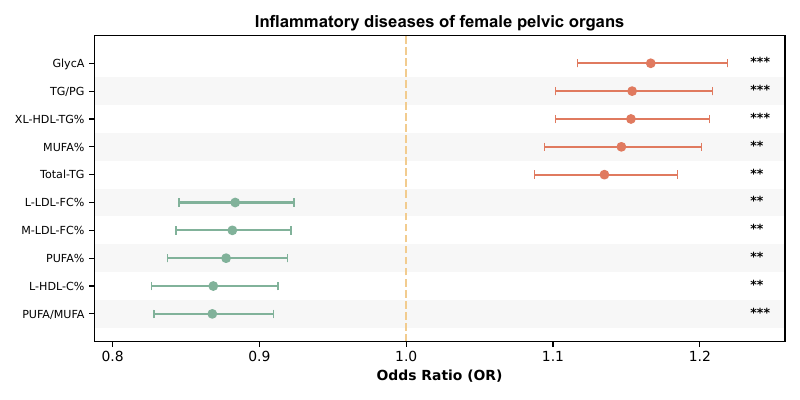 Inflammatory diseases of female pelvic organs
GlycA ***
TG/PG ***
XL-HDL-TG% ***
MUFA% **
Total-TG **
L-LDL-FC% **
M-LDL-FC% **
PUFA% **
L-HDL-C% **
PUFA/MUFA ***
0.8 0.9 1.0 1.1 1.2
Odds Ratio (OR)